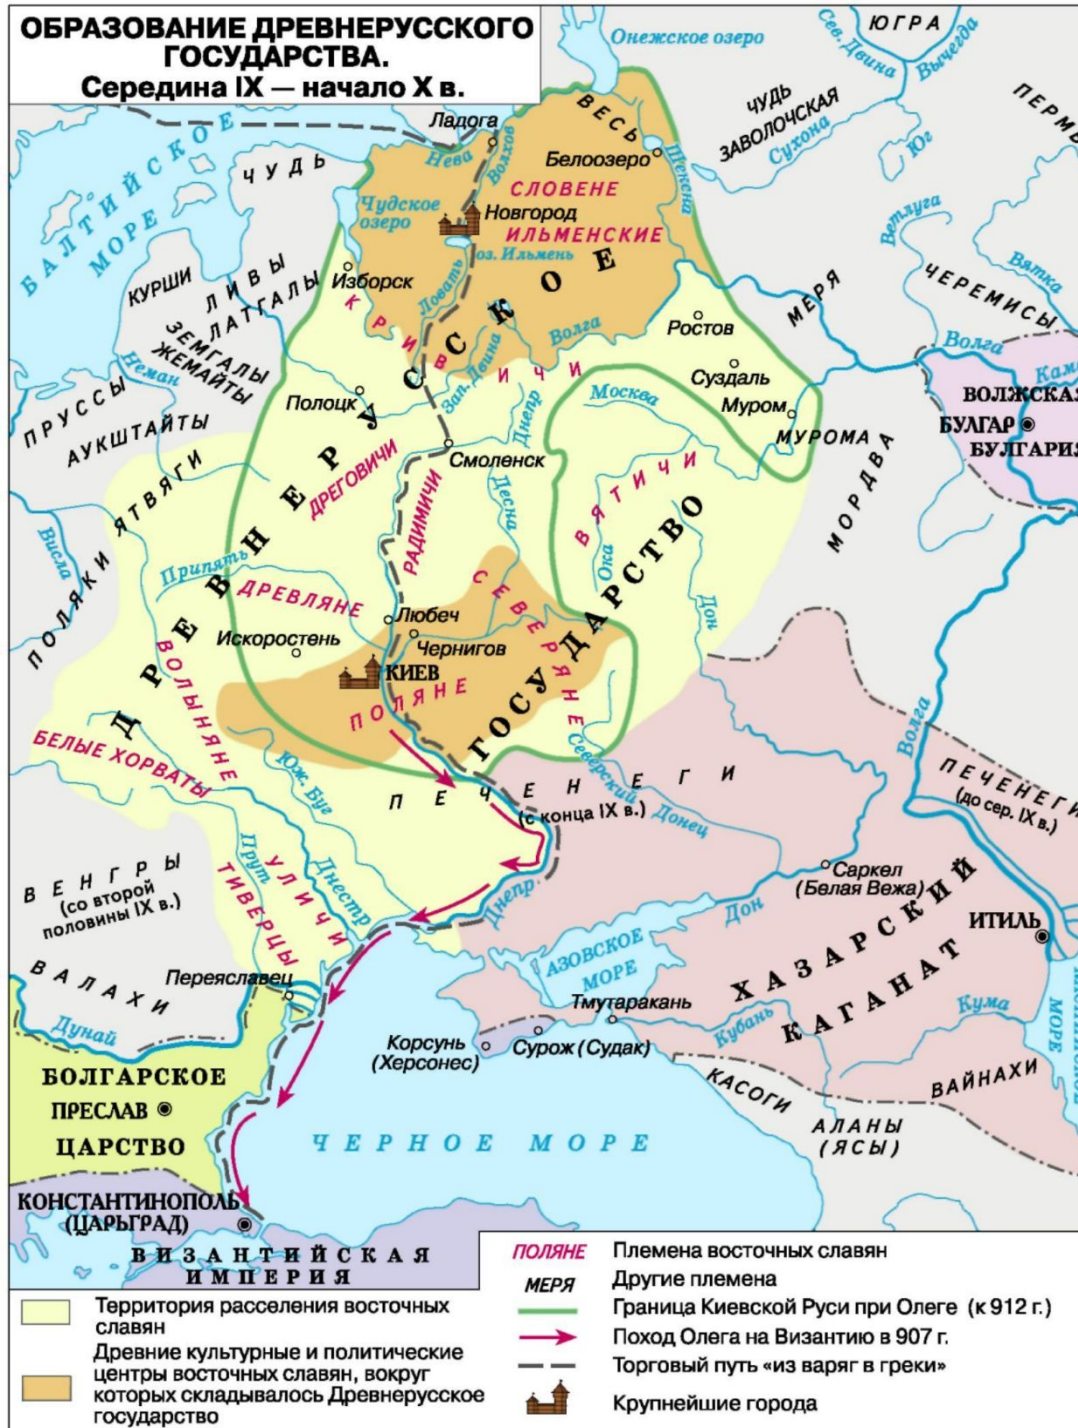 ОБРАЗОВАНИЕ ДРЕВНЕРУССКОГО
ГОСУДАРСТВА.
Середина IX — начало X в.
Онежское озеро
ЮГРА
Сев. Двина
Вычегда
ЧУДЬ
ЗАВОЛОЧСКАЯ
Сухона
Юг
ПЕРМЬ
БАЛТИЙСКОЕ
МОРЕ
ЧУДЬ
Ладога
Нева
Волхов
ВЕСЬ
Белоозеро
Шексна
СЛОВЕНЕ
ИЛЬМЕНСКИЕ
Чудское
озеро
Новгород
оз. Ильмень
Изборск
Ловать
Ветлуга
Вятка
ЧЕРЕМИСЫ
МЕРЯ
КУРШИ
ЛИВЫ
ЛАТГАЛЫ
ЗЕМГАЛЫ
ЖЕМАЙТЫ
Неман
ПРУССЫ
АУКШТАЙТЫ
КРИВИЧИ
Зап. Двина
Волга
Ростов
Суздаль
Муром
МУРОМА
Москва
Волга
Кама
ВОЛЖСКАЯ
БУЛГАР
БУЛГАРИЯ
МОРДВА
Полоцк
Смоленск
Днепр
ДРЕВНЕРУССКОЕ
ГОСУДАРСТВО
ДРЕГОВИЧИ
РАДИМИЧИ
Десна
ВЯТИЧИ
Ока
Дон
ЯТВЯГИ
ПОЛЯКИ
Висла
Припять
ДРЕВЛЯНЕ
Искоростень
Любеч
Чернигов
СЕВЕРЯНЕ
КИЕВ
ПОЛЯНЕ
ВОЛЫНЯНЕ
БЕЛЫЕ ХОРВАТЫ
Юж. Буг
Северский
Донец
ПЕЧЕНЕГИ
(с конца IX в.)
Волга
ПЕЧЕНЕГИ
(до сер. IX в.)
ВЕНГРЫ
(со второй
половины IX в.)
Прут
УЛИЧИ
ТИВЕРЦЫ
Днестр
Днепр
Саркел
(Белая Вежа)
Дон
ИТИЛЬ
ХАЗАРСКИЙ
КАГАНАТ
ВАЛАХИ
Переяславец
Дунай
АЗОВСКОЕ
МОРЕ
Тмутаракань
Корсунь
(Херсонес)
Сурож (Судак)
Кубань
Кума
КАСПИЙСКОЕ
МОРЕ
КАСОГИ
АЛАНЫ
(ЯСЫ)
ВАЙНАХИ
БОЛГАРСКОЕ
ПРЕСЛАВ
ЦАРСТВО
ЧЕРНОЕ МОРЕ
КОНСТАНТИНОПОЛЬ
(ЦАРЬГРАД)
ВИЗАНТИЙСКАЯ
ИМПЕРИЯ
Территория расселения восточных
славян
Древние культурные и политические
центры восточных славян, вокруг
которых складывалось Древнерусское
государство
ПОЛЯНЕ Племена восточных славян
МЕРЯ Другие племена
Граница Киевской Руси при Олеге (к 912 г.)
Поход Олега на Византию в 907 г.
Торговый путь «из варяг в греки»
Крупнейшие города